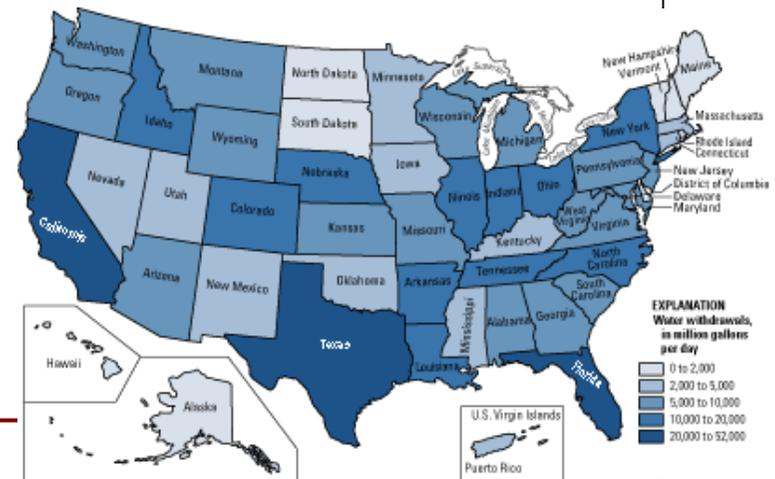 Washington
Montana
North Dakota
Minnesota
Lake Superior
New Hampshire
Vermont
Maine
Oregon
Idaho
South Dakota
Wisconsin
Lake Michigan
Michigan
New York
Massachusetts
Rhode Island
Connecticut
Wyoming
Iowa
Nebraska
Pennsylvania
New Jersey
District of Columbia
Delaware
Maryland
Nevada
Utah
Colorado
Illinois
Indiana
Ohio
West
Virginia
Virginia
California
Kansas
Missouri
Kentucky
Arizona
New Mexico
Oklahoma
Arkansas
Tennessee
North
Carolina
South
Carolina
Texas
Louisiana
Mississippi
Alabama
Georgia
Florida
EXPLANATION
Water withdrawals,
in million gallons
per day
0 to 2,000
2,000 to 5,000
5,000 to 10,000
10,000 to 20,000
20,000 to 52,000
Hawaii
Alaska
U.S. Virgin Islands
Puerto Rico